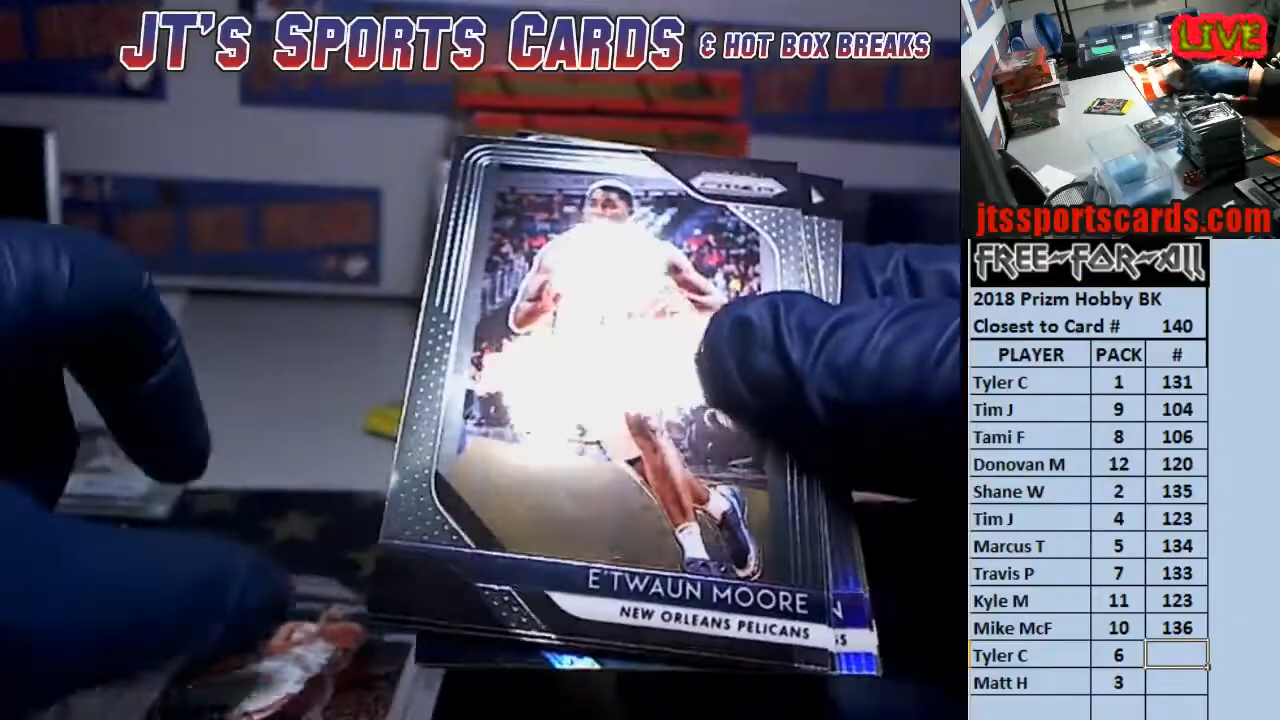 JT's Sports Cards & Hot Box Breaks
LIVE
jtssportscards.com
FREE-FOR-ALL
2018 Prizm Hobby BK
Closest to Card # 140
PLAYER PACK #
Tyler C 1 131
Tim J 9 104
Tami F 8 106
Donovan M 12 120
Shane W 2 135
Tim J 4 123
Marcus T 5 134
Travis P 7 133
Kyle M 11 123
Mike McF 10 136
Tyler C 6
Matt H 3
PRIZM
E'TWAUN MOORE
NEW ORLEANS PELICANS